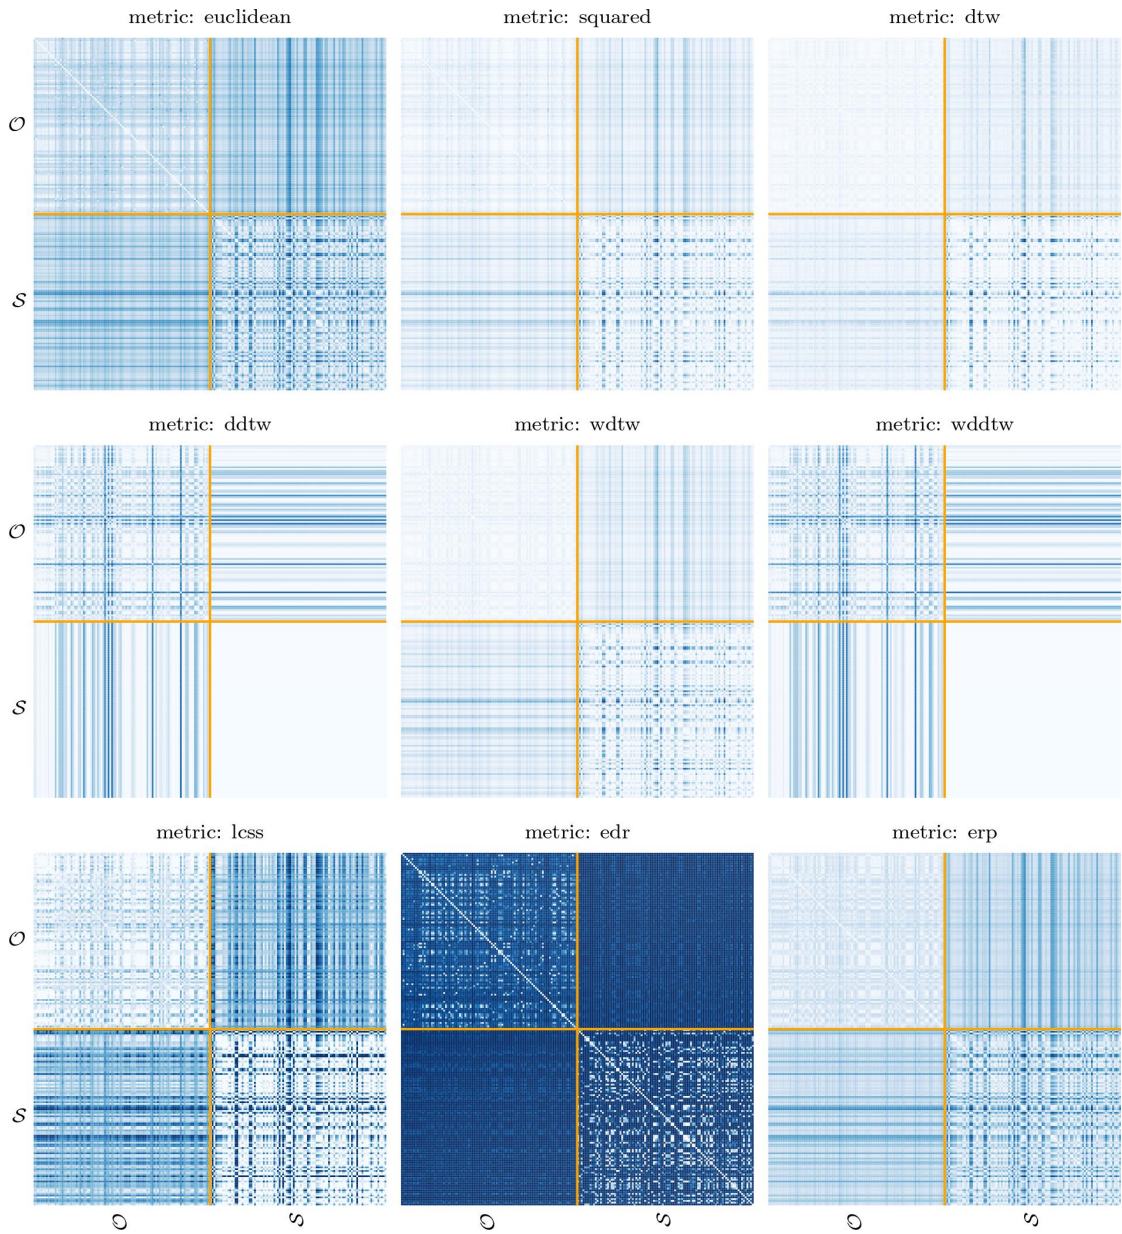 metric: euclidean metric: squared metric: dtw
𝒪
𝒮
metric: ddtw metric: wdtw metric: wddtw
𝒪
𝒮
metric: lcss metric: edr metric: erp
𝒪
𝒮
𝒪 𝒮 𝒪 𝒮 𝒪 𝒮